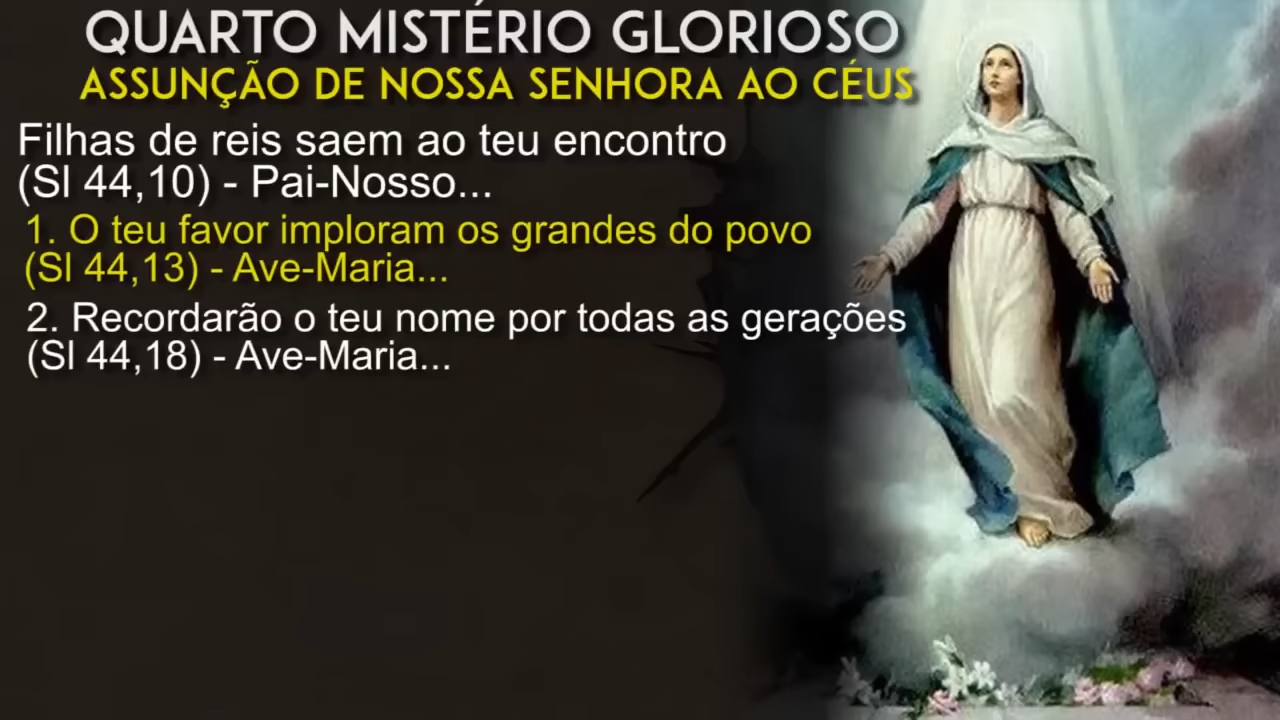 QUARTO MISTÉRIO GLORIOSO
ASSUNÇÃO DE NOSSA SENHORA AO CÉUS
Filhas de reis saem ao teu encontro
(Sl 44,10) - Pai-Nosso...
1. O teu favor imploram os grandes do povo
(Sl 44,13) - Ave-Maria...
2. Recordarão o teu nome por todas as gerações
(Sl 44,18) - Ave-Maria...